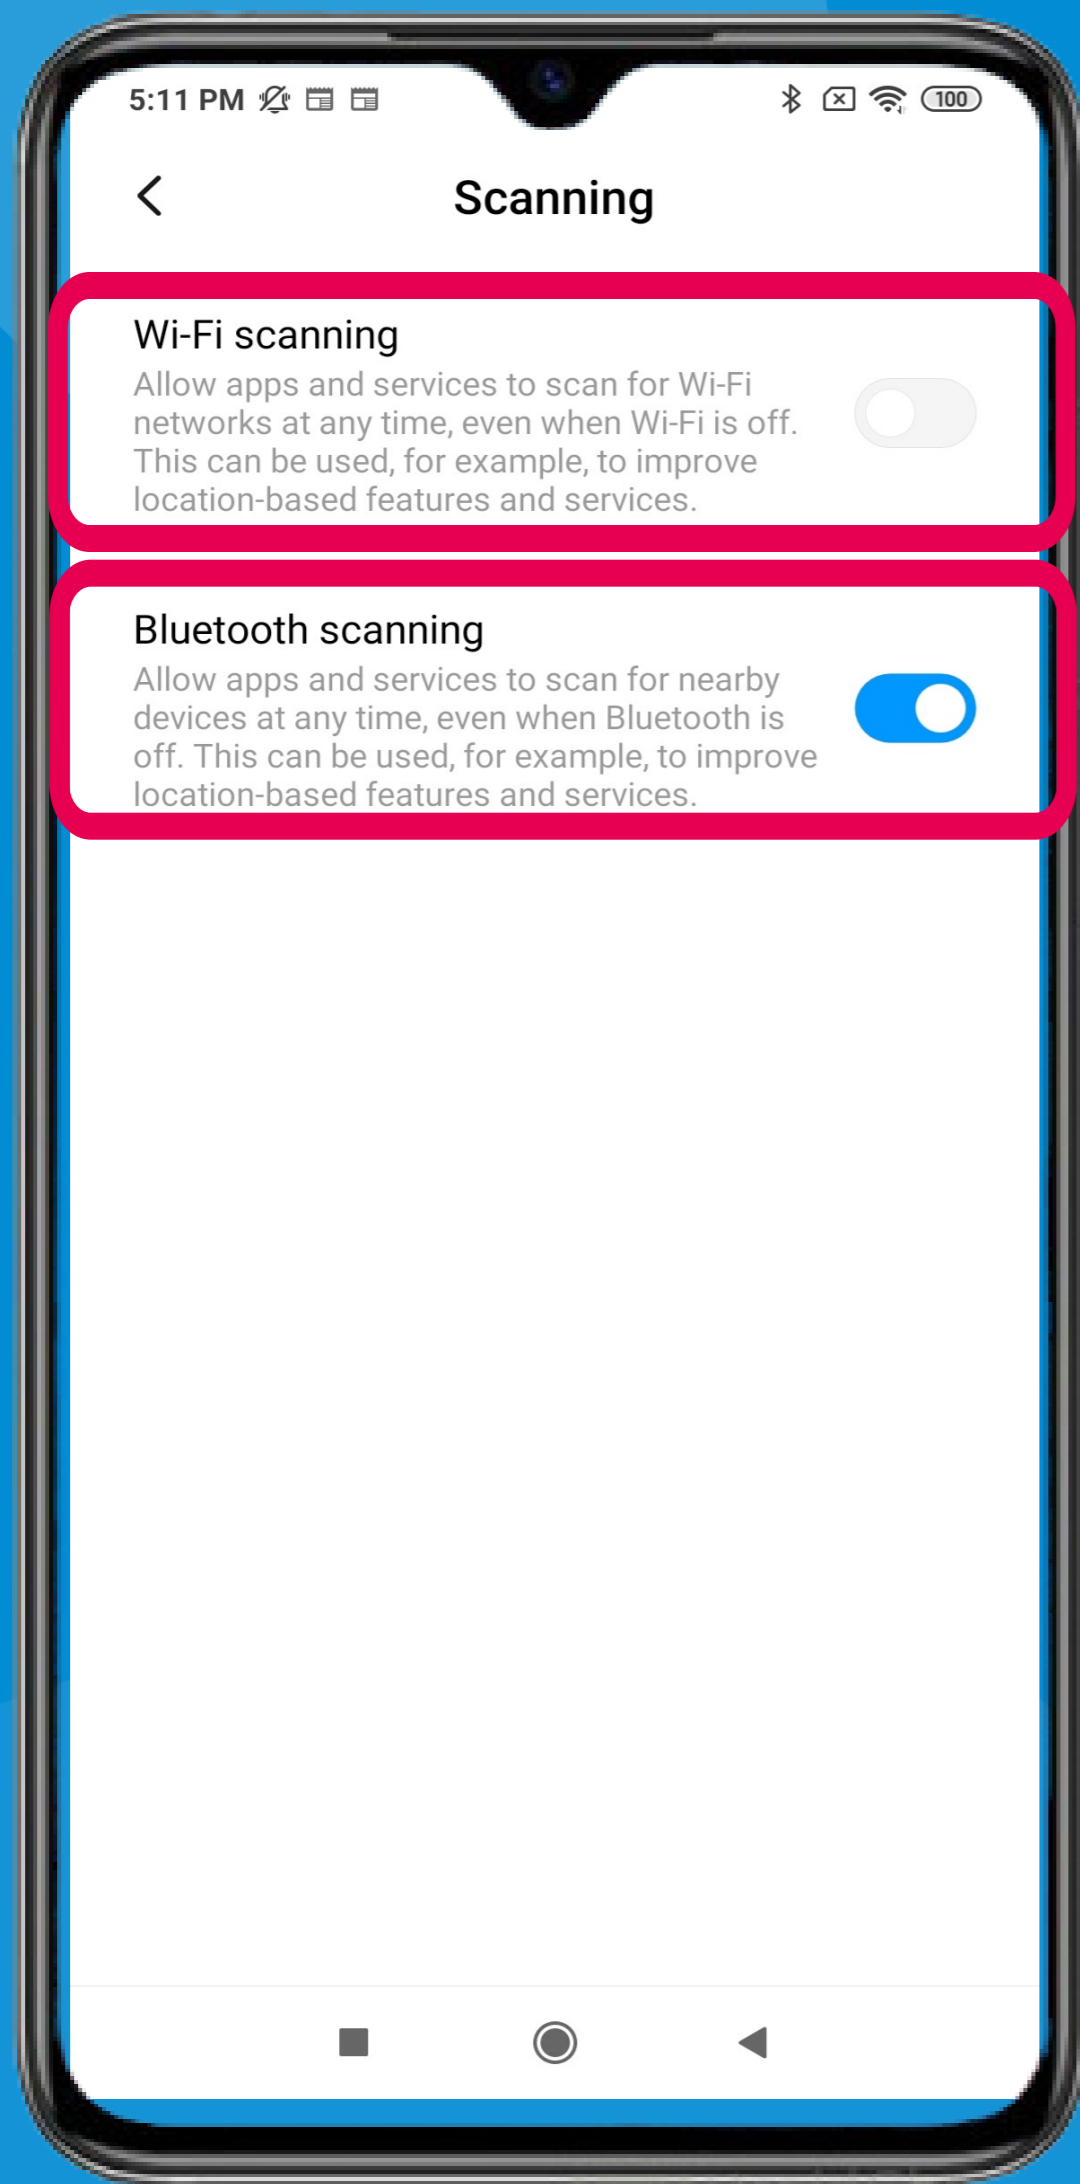 5:11 PM
100
Scanning
Wi-Fi scanning
Allow apps and services to scan for Wi-Fi
networks at any time, even when Wi-Fi is off.
This can be used, for example, to improve
location-based features and services.
Bluetooth scanning
Allow apps and services to scan for nearby
devices at any time, even when Bluetooth is
off. This can be used, for example, to improve
location-based features and services.